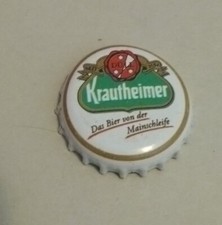 Krautheimer
Das Bier von der
Mainschleife